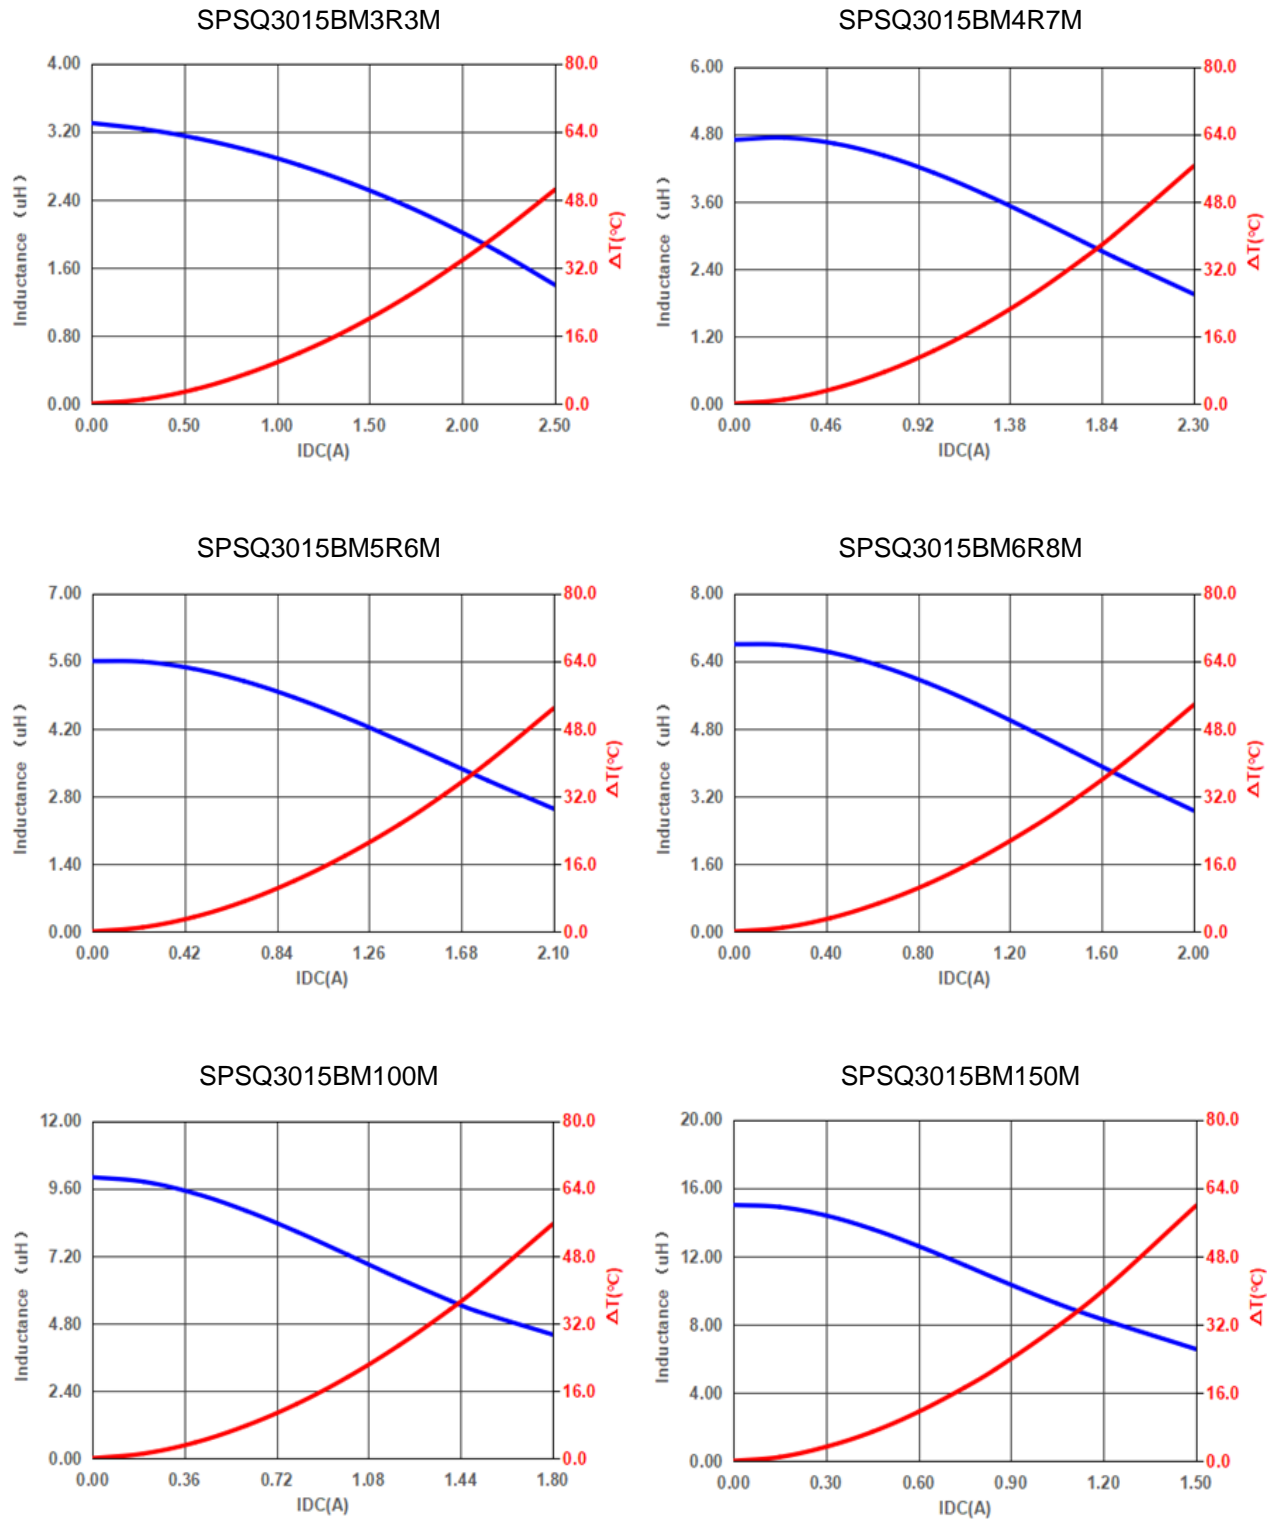 SPSQ3015BM3R3M
4.00
3.20
2.40
1.60
0.80
0.00
Inductance （uH）
80.0
64.0
48.0
32.0
16.0
0.0
ΔT(℃)
0.00 0.50 1.00 1.50 2.00 2.50
IDC(A)
SPSQ3015BM4R7M
6.00
4.80
3.60
2.40
1.20
0.00
Inductance （uH）
80.0
64.0
48.0
32.0
16.0
0.0
ΔT(℃)
0.00 0.46 0.92 1.38 1.84 2.30
IDC(A)
SPSQ3015BM5R6M
7.00
5.60
4.20
2.80
1.40
0.00
Inductance （uH）
80.0
64.0
48.0
32.0
16.0
0.0
ΔT(℃)
0.00 0.42 0.84 1.26 1.68 2.10
IDC(A)
SPSQ3015BM6R8M
8.00
6.40
4.80
3.20
1.60
0.00
Inductance （uH）
80.0
64.0
48.0
32.0
16.0
0.0
ΔT(℃)
0.00 0.40 0.80 1.20 1.60 2.00
IDC(A)
SPSQ3015BM100M
12.00
9.60
7.20
4.80
2.40
0.00
Inductance （uH）
80.0
64.0
48.0
32.0
16.0
0.0
ΔT(℃)
0.00 0.36 0.72 1.08 1.44 1.80
IDC(A)
SPSQ3015BM150M
20.00
16.00
12.00
8.00
4.00
0.00
Inductance （uH）
80.0
64.0
48.0
32.0
16.0
0.0
ΔT(℃)
0.00 0.30 0.60 0.90 1.20 1.50
IDC(A)